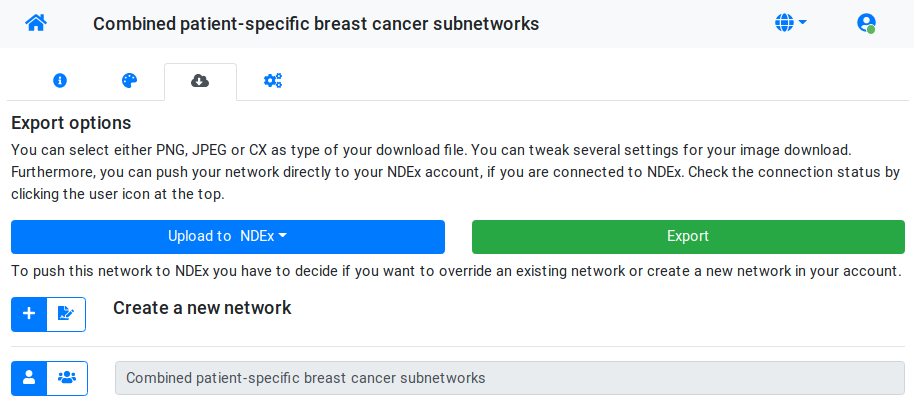 Combined patient-specific breast cancer subnetworks
Export options
You can select either PNG, JPEG or CX as type of your download file. You can tweak several settings for your image download.
Furthermore, you can push your network directly to your NDEx account, if you are connected to NDEx. Check the connection status by
clicking the user icon at the top.
Upload to NDEx
Export
To push this network to NDEx you have to decide if you want to override an existing network or create a new network in your account.
Create a new network
Combined patient-specific breast cancer subnetworks